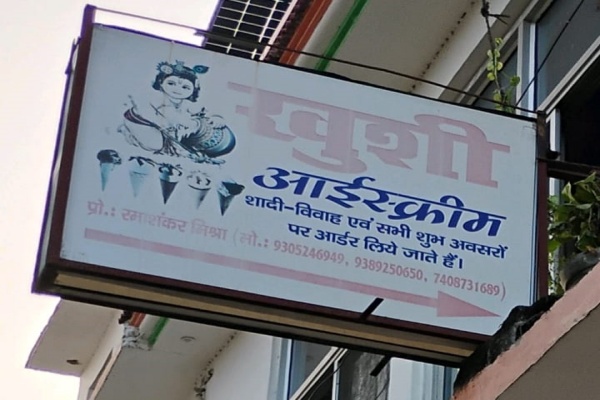 खुशी
आईस्क्रीम
शादी-विवाह एवं सभी शुभ अवसरों
पर आर्डर लिये जाते हैं।
प्रो.: रमाशंकर मिश्रा (मो.: 9305246949, 9389250650, 7408731689)